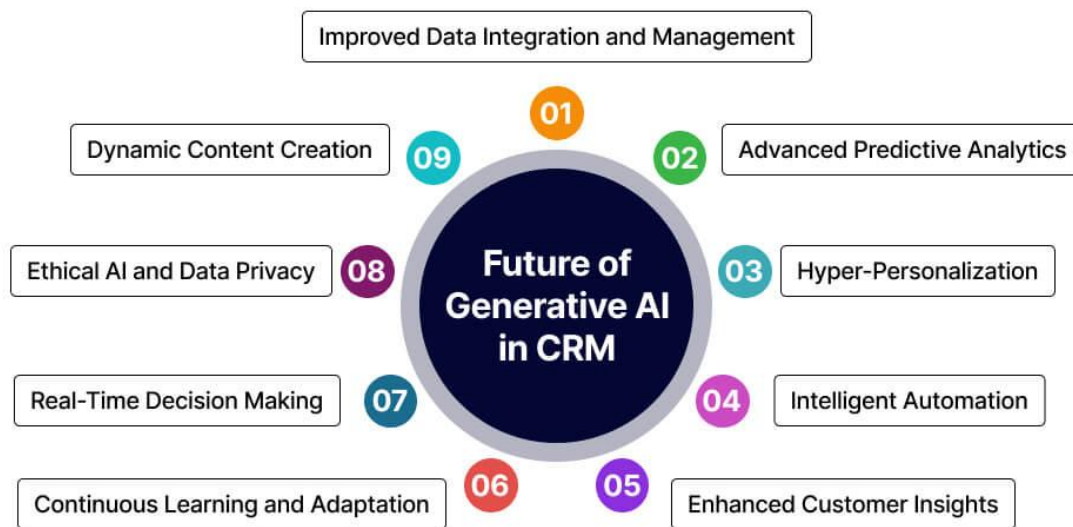 Improved Data Integration and Management
01
Dynamic Content Creation
09
02
Advanced Predictive Analytics
Ethical AI and Data Privacy
08
Future of
Generative AI
in CRM
03
Hyper-Personalization
Real-Time Decision Making
07
04
Intelligent Automation
Continuous Learning and Adaptation
06
05
Enhanced Customer Insights